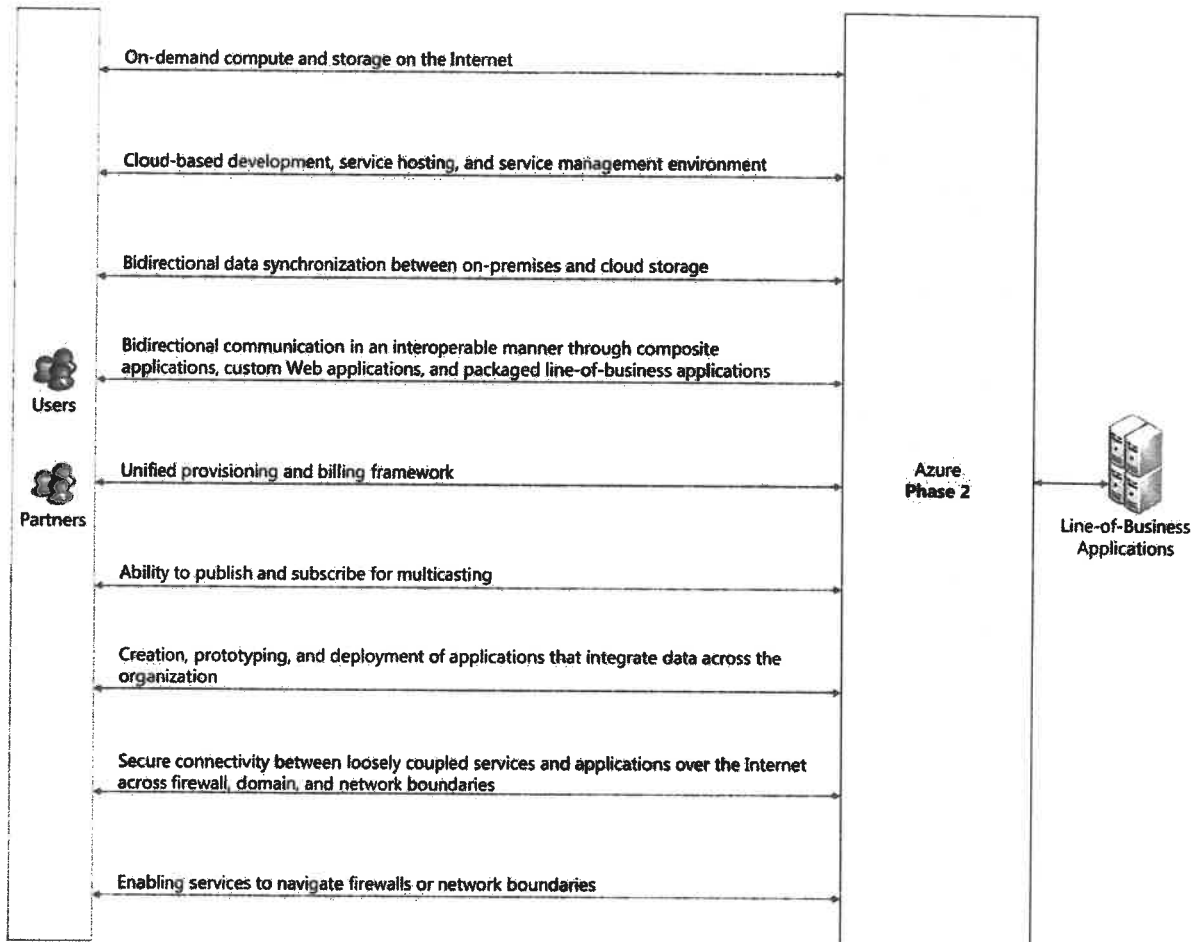 On-demand compute and storage on the Internet
Cloud-based development, service hosting, and service management environment
Bidirectional data synchronization between on-premises and cloud storage
Bidirectional communication in an interoperable manner through composite
applications, custom Web applications, and packaged line-of-business applications
Users
Unified provisioning and billing framework
Partners
Azure
Phase 2
Line-of-Business
Applications
Ability to publish and subscribe for multicasting
Creation, prototyping, and deployment of applications that integrate data across the
organization
Secure connectivity between loosely coupled services and applications over the Internet
across firewall, domain, and network boundaries
Enabling services to navigate firewalls or network boundaries